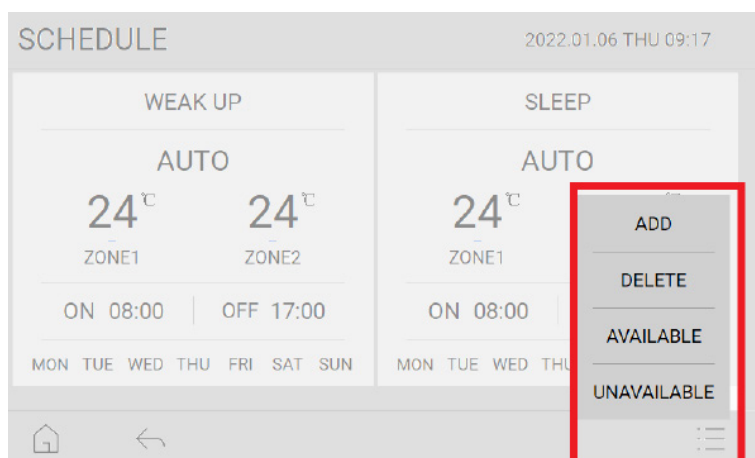 SCHEDULE
2022.01.06 THU 09:17
WEAK UP
AUTO
24℃ 24℃
ZONE1 ZONE2
ON 08:00 OFF 17:00
MON TUE WED THU FRI SAT SUN
SLEEP
AUTO
24℃
ZONE1
ON 08:00
MON TUE WED THU
ADD
DELETE
AVAILABLE
UNAVAILABLE